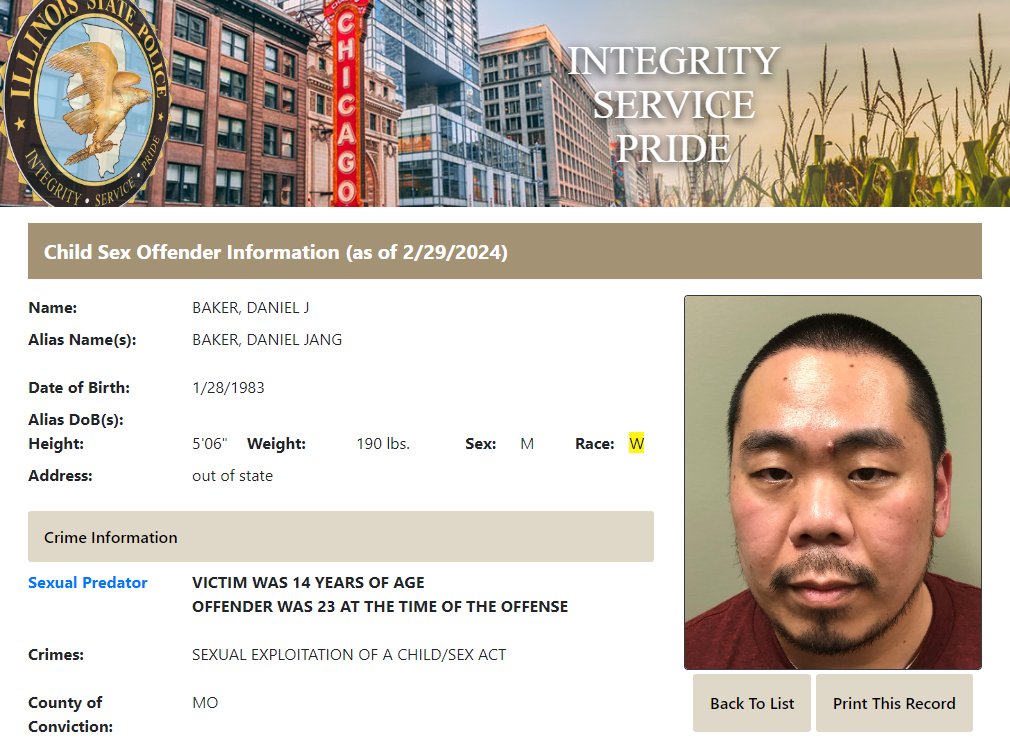 ILLINOIS STATE POLICE
INTEGRITY • SERVICE • PRIDE
CHICAGO
INTEGRITY
SERVICE
PRIDE
Child Sex Offender Information (as of 2/29/2024)
Name: BAKER, DANIEL J
Alias Name(s): BAKER, DANIEL JANG
Date of Birth: 1/28/1983
Alias DoB(s):
Height: 5'06" Weight: 190 lbs. Sex: M Race: W
Address: out of state
Crime Information
Sexual Predator VICTIM WAS 14 YEARS OF AGE
OFFENDER WAS 23 AT THE TIME OF THE OFFENSE
Crimes: SEXUAL EXPLOITATION OF A CHILD/SEX ACT
County of MO
Conviction:
Back To List Print This Record